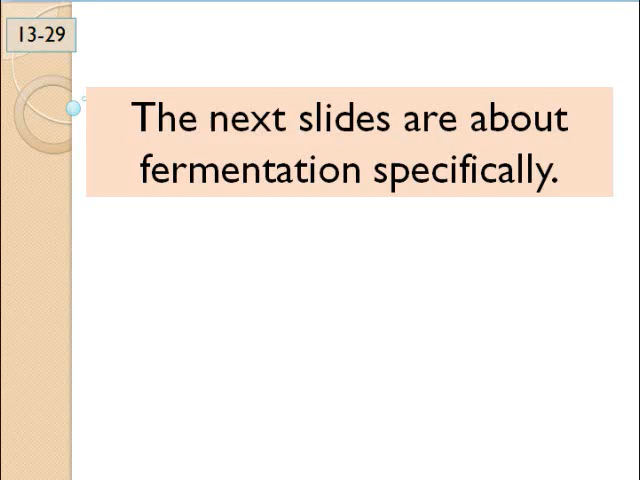 13-29
The next slides are about
fermentation specifically.